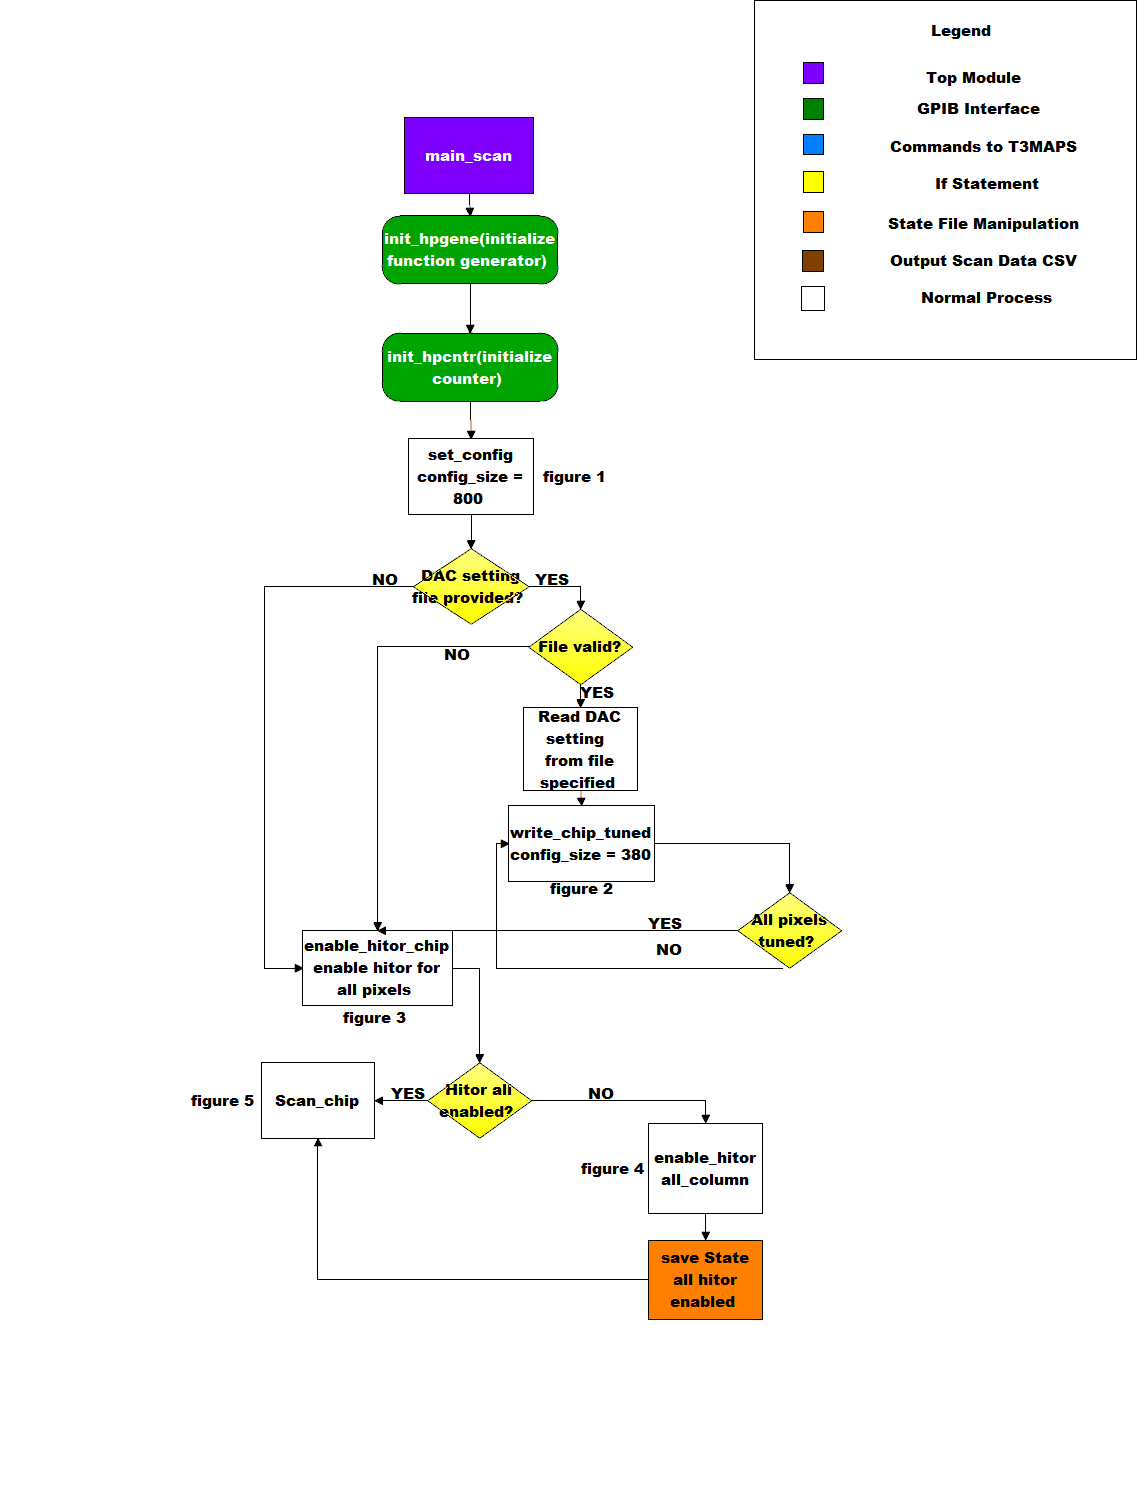 Legend
Top Module
GPIB Interface
Commands to T3MAPS
If Statement
State File Manipulation
Output Scan Data CSV
Normal Process
main_scan
init_hpgene(initialize
function generator)
init_hpcntr(initialize
counter)
set_config
config_size =
800
figure 1
DAC setting
file provided?
NO
YES
File valid?
NO
YES
Read DAC
setting
from file
specified
write_chip_tuned
config_size = 380
figure 2
All pixels
tuned?
YES
NO
enable_hitor_chip
enable hitor for
all pixels
figure 3
Hitor all
enabled?
YES
NO
figure 5
Scan_chip
figure 4
enable_hitor
all_column
save State
all hitor
enabled